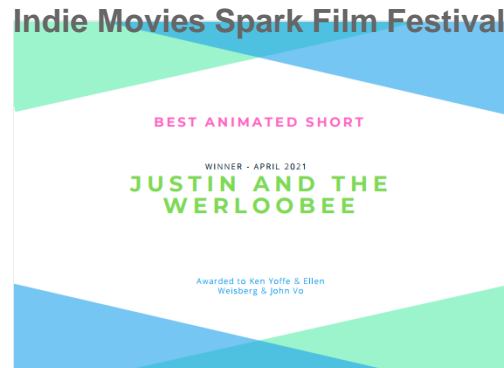 Indie Movies Spark Film Festival
BEST ANIMATED SHORT
WINNER - APRIL 2021
JUSTIN AND THE
WERLOOBEE
Awarded to Ken Yoffe & Ellen
Weisberg & John Vo